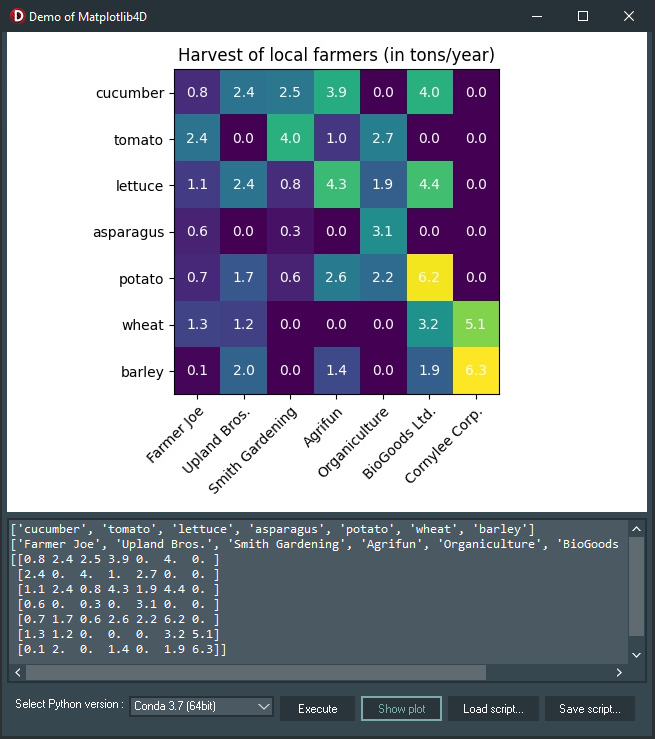 Demo of Matplotlib4D
Harvest of local farmers (in tons/year)
cucumber 0.8 2.4 2.5 3.9 0.0 4.0 0.0
tomato 2.4 0.0 4.0 1.0 2.7 0.0 0.0
lettuce 1.1 2.4 0.8 4.3 1.9 4.4 0.0
asparagus 0.6 0.0 0.3 0.0 3.1 0.0 0.0
potato 0.7 1.7 0.6 2.6 2.2 6.2 0.0
wheat 1.3 1.2 0.0 0.0 0.0 3.2 5.1
barley 0.1 2.0 0.0 1.4 0.0 1.9 6.3
Farmer Joe
Upland Bros.
Smith Gardening
Agrifun
Organiculture
BioGoods Ltd.
Cornylee Corp.
['cucumber', 'tomato', 'lettuce', 'asparagus', 'potato', 'wheat', 'barley']
['Farmer Joe', 'Upland Bros.', 'Smith Gardening', 'Agrifun', 'Organiculture', 'BioGoods
[[0.8 2.4 2.5 3.9 0.  4.  0. ]
 [2.4 0.  4.  1.  2.7 0.  0. ]
 [1.1 2.4 0.8 4.3 1.9 4.4 0. ]
 [0.6 0.  0.3 0.  3.1 0.  0. ]
 [0.7 1.7 0.6 2.6 2.2 6.2 0. ]
 [1.3 1.2 0.  0.  0.  3.2 5.1]
 [0.1 2.  0.  1.4 0.  1.9 6.3]]
Select Python version : Conda 3.7 (64bit) Execute Show plot Load script... Save script...